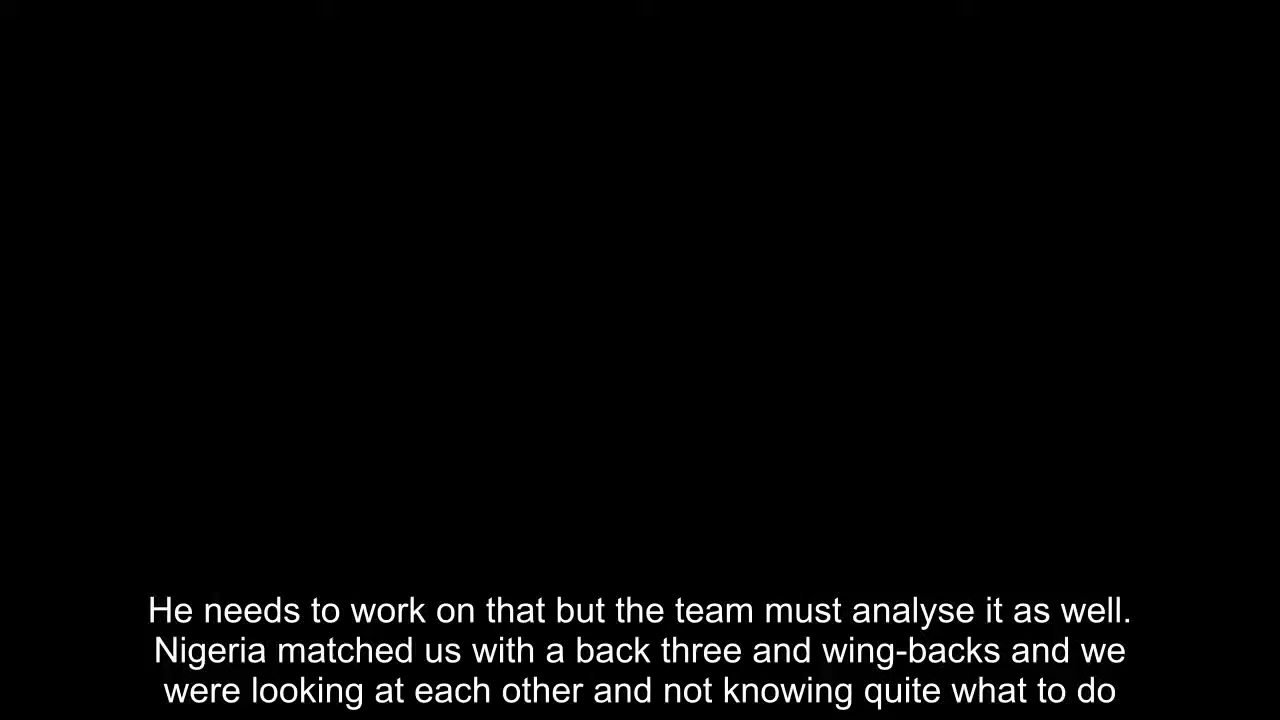 He needs to work on that but the team must analyse it as well.
Nigeria matched us with a back three and wing-backs and we
were looking at each other and not knowing quite what to do